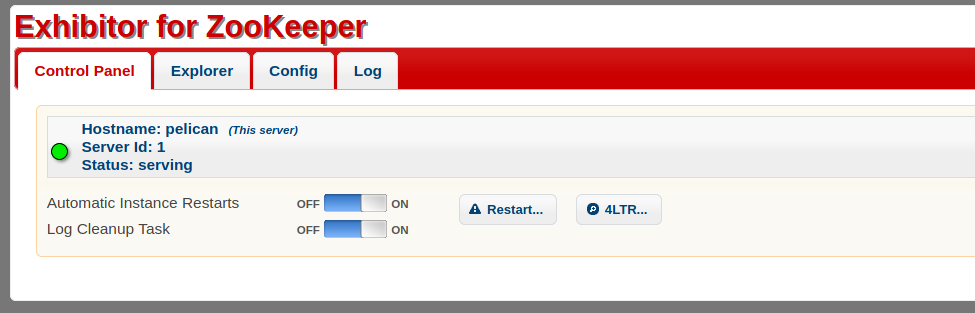 Exhibitor for ZooKeeper
Control Panel Explorer Config Log
Hostname: pelican (This server)
Server Id: 1
Status: serving
Automatic Instance Restarts OFF ON Restart... 4LTR...
Log Cleanup Task OFF ON